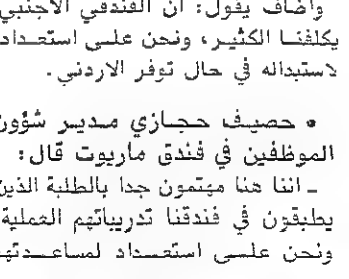 واضاف يقول: ان الفندقي الاجنبي
يكلفنا الكثير، ونحن على استعداد
لاستبداله في حال توفر الاردني.
• حصيف حجازي مدير شؤون
الموظفين في فندق ماريوت قال:
- اننا هنا مهتمون جدا بالطلبة الذين
يطبقون في فندقنا تدريباتهم العملية
ونحن على استعداد لمساعدتهم